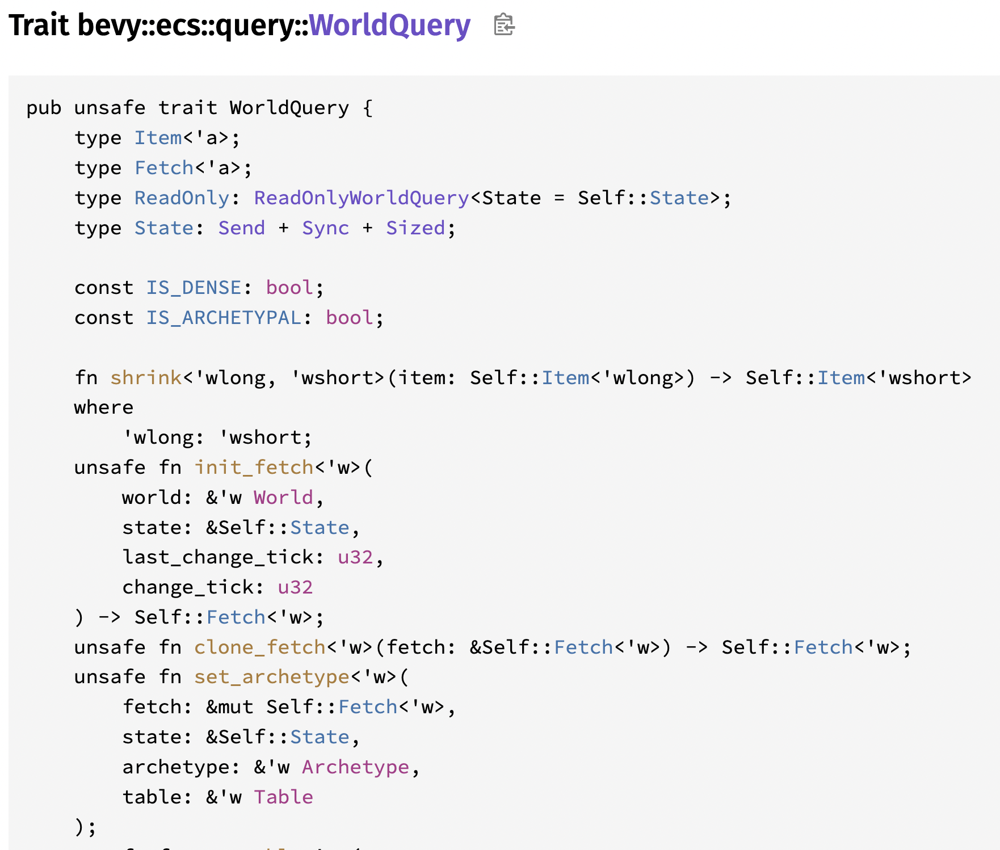 Trait bevy::ecs::query::WorldQuery
pub unsafe trait WorldQuery {
    type Item<'a>;
    type Fetch<'a>;
    type ReadOnly: ReadOnlyWorldQuery<State = Self::State>;
    type State: Send + Sync + Sized;
    const IS_DENSE: bool;
    const IS_ARCHETYPAL: bool;
    fn shrink<'wlong, 'wshort>(item: Self::Item<'wlong>) -> Self::Item<'wshort>
    where
        'wlong: 'wshort;
    unsafe fn init_fetch<'w>(
        world: &'w World,
        state: &Self::State,
        last_change_tick: u32,
        change_tick: u32
    ) -> Self::Fetch<'w>;
    unsafe fn clone_fetch<'w>(fetch: &Self::Fetch<'w>) -> Self::Fetch<'w>;
    unsafe fn set_archetype<'w>(
        fetch: &mut Self::Fetch<'w>,
        state: &Self::State,
        archetype: &'w Archetype,
        table: &'w Table
    );